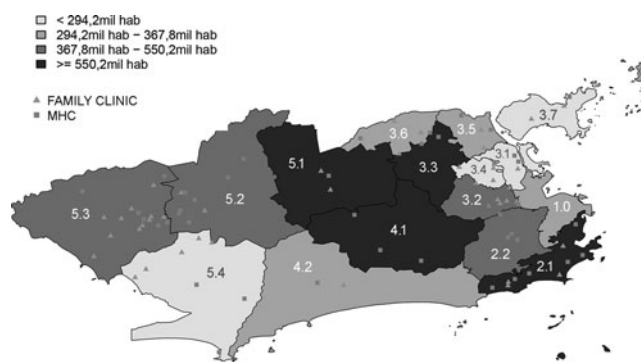 < 294,2mil hab
294,2mil hab – 367,8mil hab
367,8mil hab – 550,2mil hab
>= 550,2mil hab
FAMILY CLINIC
MHC
3.7
3.6
3.5
5.1
3.3
3.1
3.4
5.2
3.2
5.3
1.0
4.1
2.2
5.4
4.2
2.1